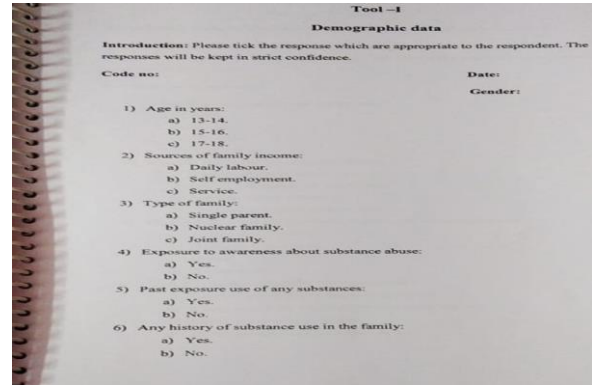 Tool –I
Demographic data
Introduction: Please tick the response which are appropriate to the respondent. The
responses will be kept in strict confidence.
Code no:
Date:
Gender:
1) Age in years:
a) 13-14.
b) 15-16.
c) 17-18.
2) Sources of family income:
a) Daily labour.
b) Self employment.
c) Service.
3) Type of family:
a) Single parent.
b) Nuclear family.
c) Joint family.
4) Exposure to awareness about substance abuse:
a) Yes.
b) No.
5) Past exposure use of any substances:
a) Yes.
b) No.
6) Any history of substance use in the family:
a) Yes.
b) No.